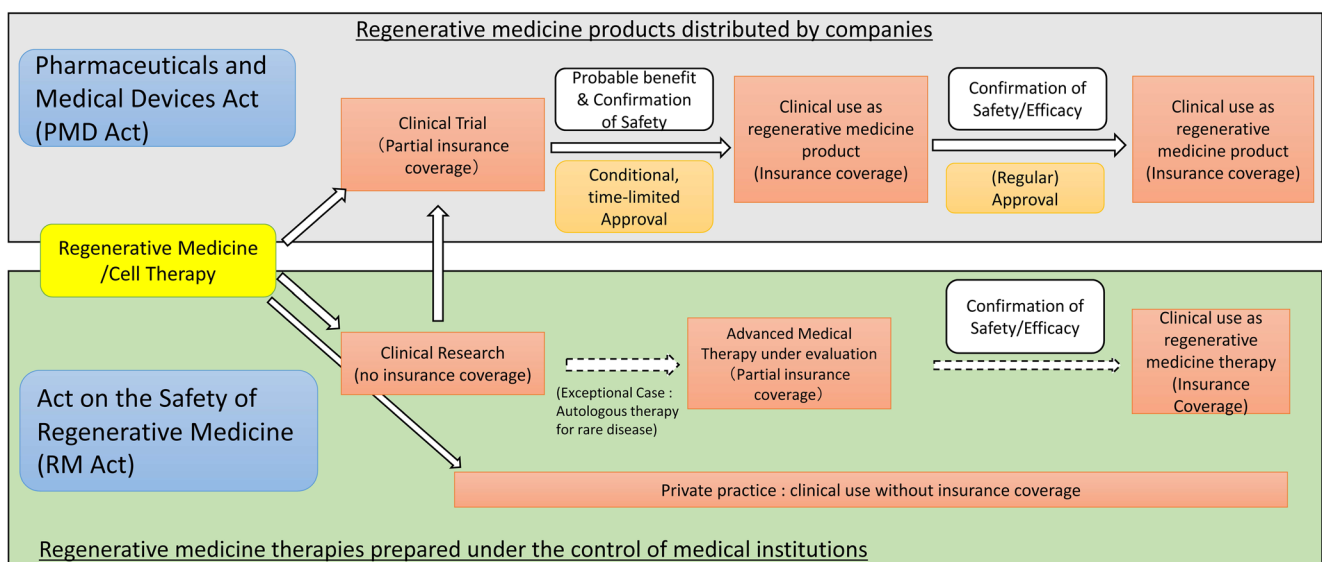 Regenerative medicine products distributed by companies
Pharmaceuticals and
Medical Devices Act
(PMD Act)
Clinical Trial
（Partial insurance
coverage）
Probable benefit
& Confirmation
of Safety
Conditional,
time-limited
Approval
Clinical use as
regenerative medicine
product
(Insurance coverage)
Confirmation of
Safety/Efficacy
(Regular)
Approval
Clinical use as
regenerative
medicine product
(Insurance coverage)
Regenerative Medicine
/Cell Therapy
Act on the Safety of
Regenerative Medicine
(RM Act)
Clinical Research
(no insurance coverage)
(Exceptional Case :
Autologous therapy
for rare disease)
Advanced Medical
Therapy under evaluation
（Partial insurance
coverage）
Confirmation of
Safety/Efficacy
Clinical use as
regenerative
medicine therapy
(Insurance
Coverage)
Private practice : clinical use without insurance coverage
Regenerative medicine therapies prepared under the control of medical institutions